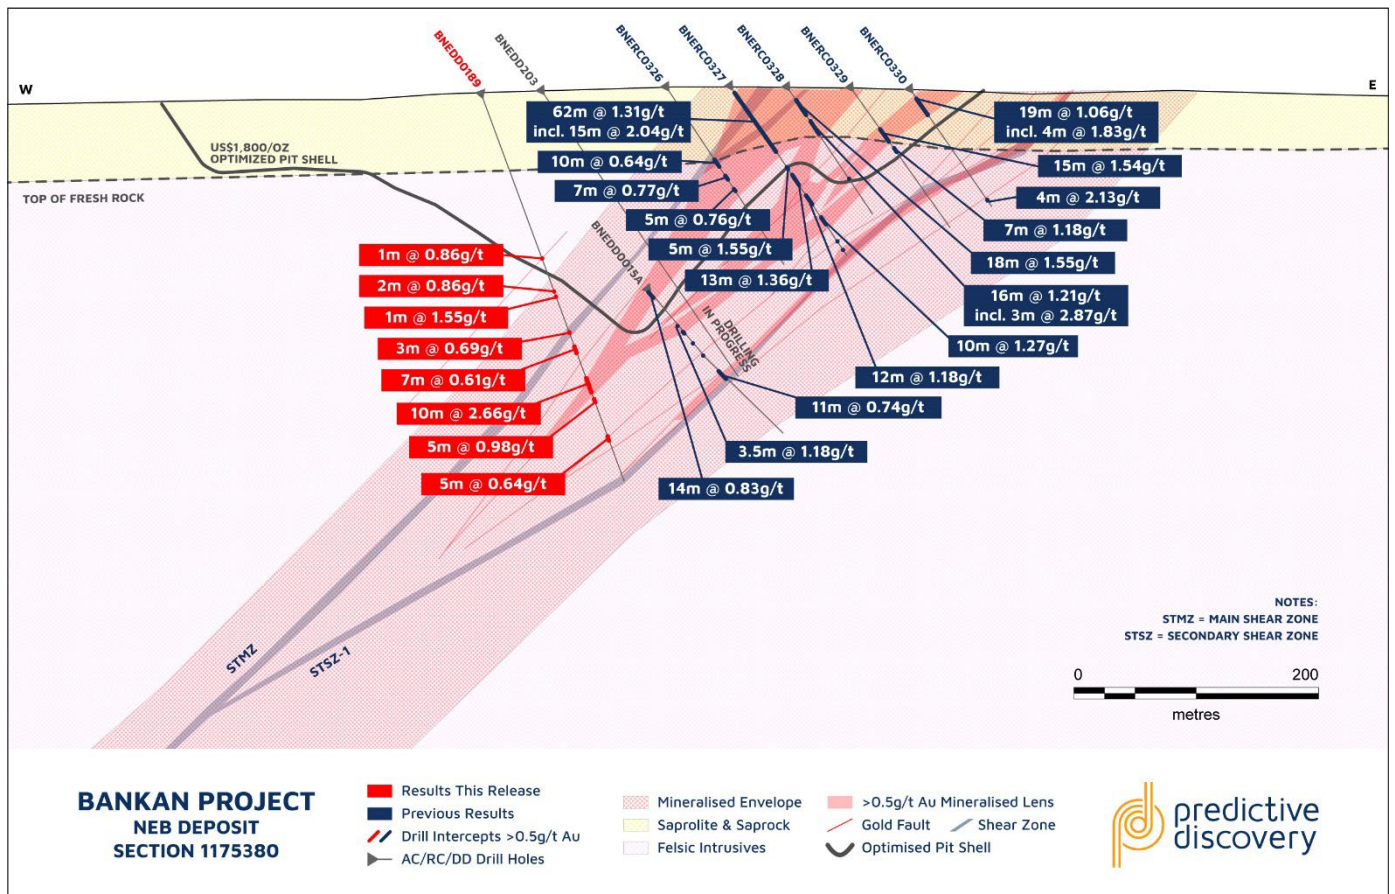 BNEDD0189
BNEDD203
BNERC0326
BNERC0327
BNERC0328
BNERC0329
BNERC0330
W
E
US$1,800/OZ
OPTIMIZED PIT SHELL
TOP OF FRESH ROCK
62m @ 1.31g/t
incl. 15m @ 2.04g/t
10m @ 0.64g/t
7m @ 0.77g/t
5m @ 0.76g/t
5m @ 1.55g/t
13m @ 1.36g/t
19m @ 1.06g/t
incl. 4m @ 1.83g/t
15m @ 1.54g/t
4m @ 2.13g/t
7m @ 1.18g/t
18m @ 1.55g/t
16m @ 1.21g/t
incl. 3m @ 2.87g/t
10m @ 1.27g/t
12m @ 1.18g/t
11m @ 0.74g/t
3.5m @ 1.18g/t
14m @ 0.83g/t
BNEDD0015A
DRILLING
IN PROGRESS
1m @ 0.86g/t
2m @ 0.86g/t
1m @ 1.55g/t
3m @ 0.69g/t
7m @ 0.61g/t
10m @ 2.66g/t
5m @ 0.98g/t
5m @ 0.64g/t
STMZ
STSZ-1
NOTES:
STMZ = MAIN SHEAR ZONE
STSZ = SECONDARY SHEAR ZONE
0 200
metres
BANKAN PROJECT
NEB DEPOSIT
SECTION 1175380
Results This Release
Previous Results
Drill Intercepts >0.5g/t Au
AC/RC/DD Drill Holes
Mineralised Envelope
Saprolite & Saprock
Felsic Intrusives
>0.5g/t Au Mineralised Lens
Gold Fault
Shear Zone
Optimised Pit Shell
predictive
discovery